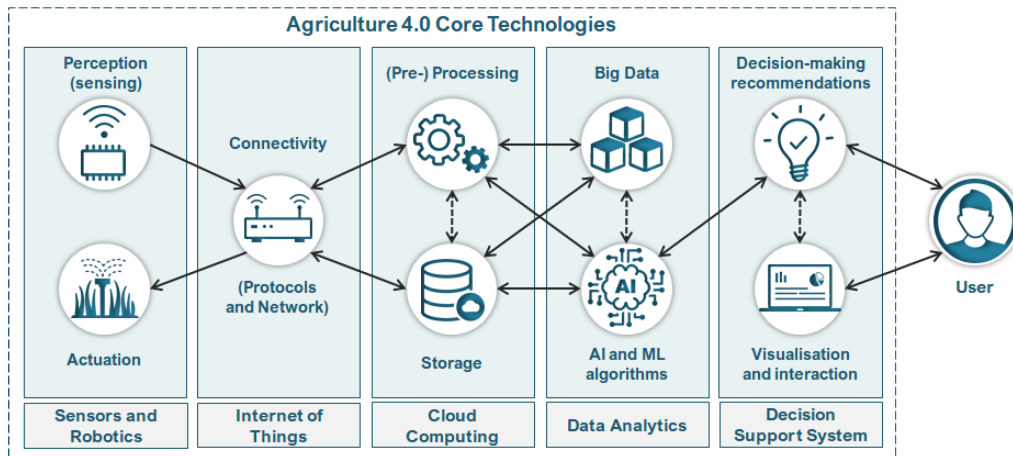 Agriculture 4.0 Core Technologies
Perception
(sensing)
Actuation
Sensors and
Robotics
Connectivity
(Protocols
and Network)
Internet of
Things
(Pre-) Processing
Storage
Cloud
Computing
Big Data
AI
AI and ML
algorithms
Data Analytics
Decision-making
recommendations
Visualisation
and interaction
Decision
Support System
User